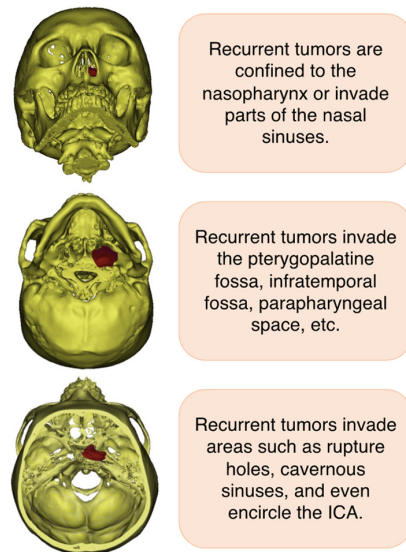 Recurrent tumors are
confined to the
nasopharynx or invade
parts of the nasal
sinuses.
Recurrent tumors invade
the pterygopalatine
fossa, infratemporal
fossa, parapharyngeal
space, etc.
Recurrent tumors invade
areas such as rupture
holes, cavernous
sinuses, and even
encircle the ICA.